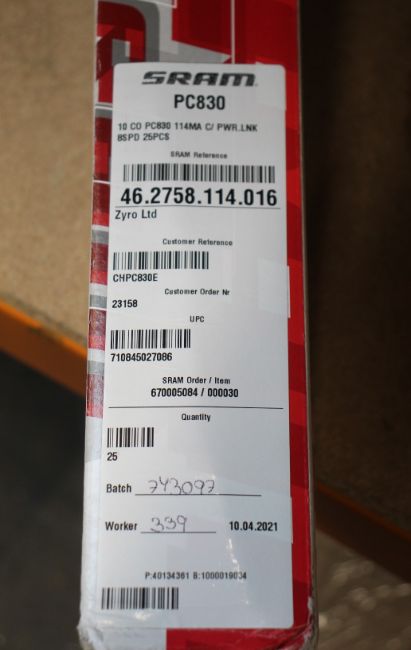 SRAM
PC830
10 CO PC830 114MA C/ PWR.LNK
8SPD 25PCS
SRAM Reference
46.2758.114.016
Zyro Ltd
Customer Reference
CHPC830E
Customer Order Nr
23158
UPC
710845027086
SRAM Order / Item
670005084 / 000030
Quantity
25
Batch 743097
Worker 339 10.04.2021
P:40134361 B:1000019034